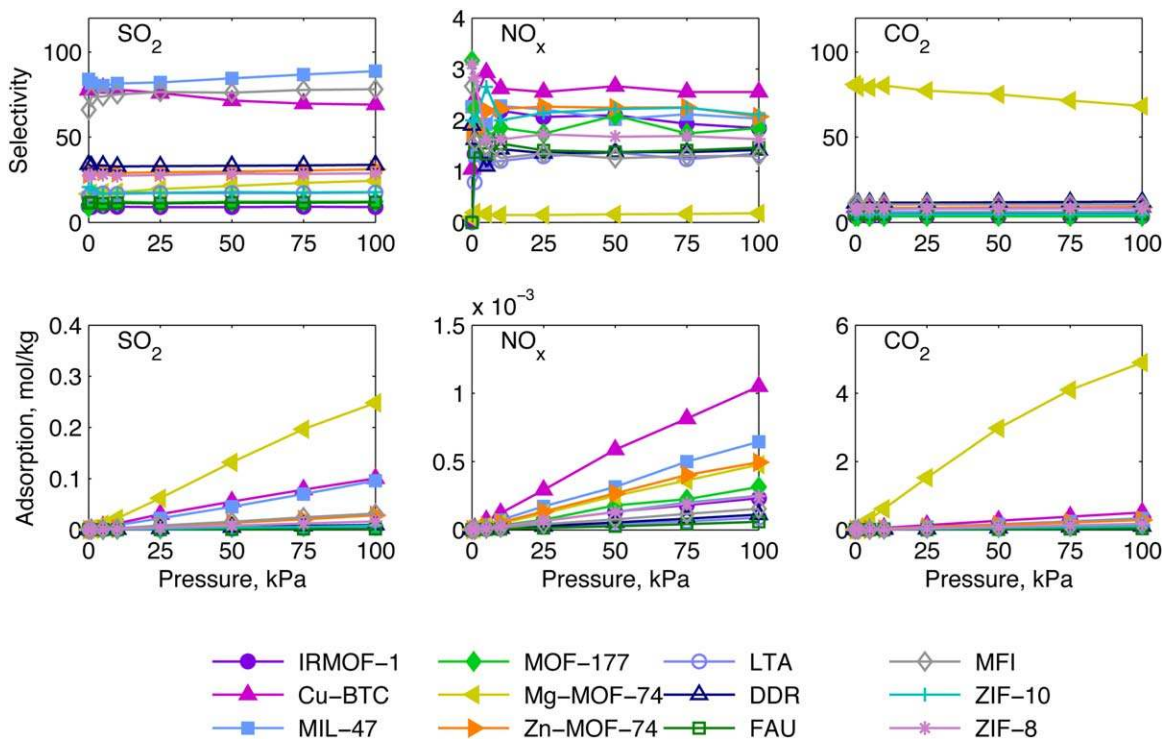 SO2 NOx CO2
Selectivity
100
50
0
0 25 50 75 100
4
3
2
1
0
0 25 50 75 100
100
50
0
0 25 50 75 100
SO2 NOx CO2
Adsorption, mol/kg
0.4
0.3
0.2
0.1
0
0 25 50 75 100
Pressure, kPa
x 10−3
1.5
1
0.5
0
0 25 50 75 100
Pressure, kPa
6
4
2
0
0 25 50 75 100
Pressure, kPa
IRMOF−1 MOF−177 LTA MFI
Cu−BTC Mg−MOF−74 DDR ZIF−10
MIL−47 Zn−MOF−74 FAU ZIF−8